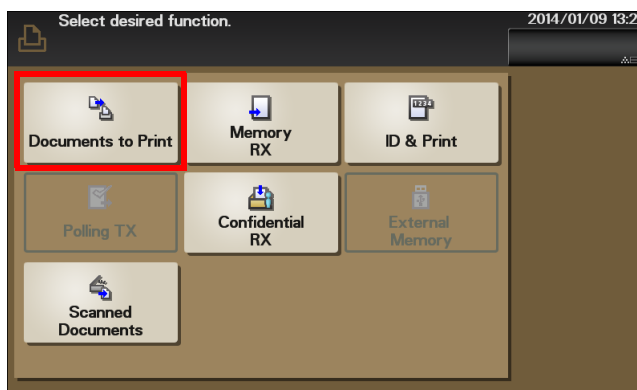 Select desired function.
2014/01/09 13:2
Documents to Print
Memory
RX
1234
ID & Print
Polling TX
Confidential
RX
External
Memory
Scanned
Documents